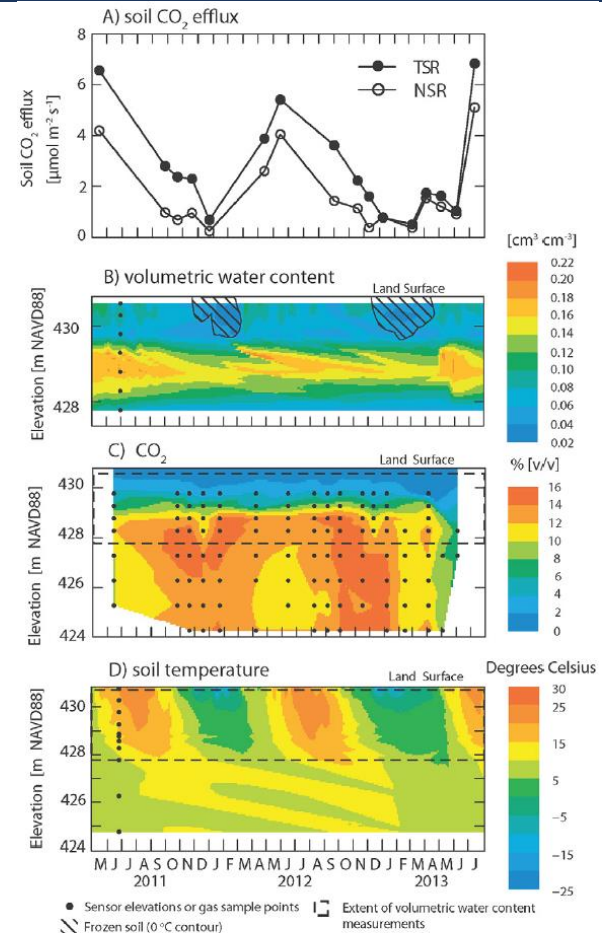 A) soil CO₂ efflux
8
6
4
2
0
Soil CO₂ efflux
[µmol m⁻² s⁻¹]
TSR
NSR
[cm³ cm⁻³]
0.22
0.20
0.18
0.16
0.14
0.12
0.10
0.08
0.06
0.04
0.02
B) volumetric water content
Land Surface
430
428
Elevation [m NAVD88]
C) CO₂
Land Surface
430
428
426
424
Elevation [m NAVD88]
% [v/v]
16
14
12
10
8
6
4
2
0
D) soil temperature
Land Surface
430
428
426
424
Elevation [m NAVD88]
Degrees Celsius
30
25
15
5
-5
-15
-25
M J J A S O N D J F M A M J J A S O N D J F M A M J J
2011 2012 2013
Sensor elevations or gas sample points
Extent of volumetric water content
measurements
Frozen soil (0 °C contour)